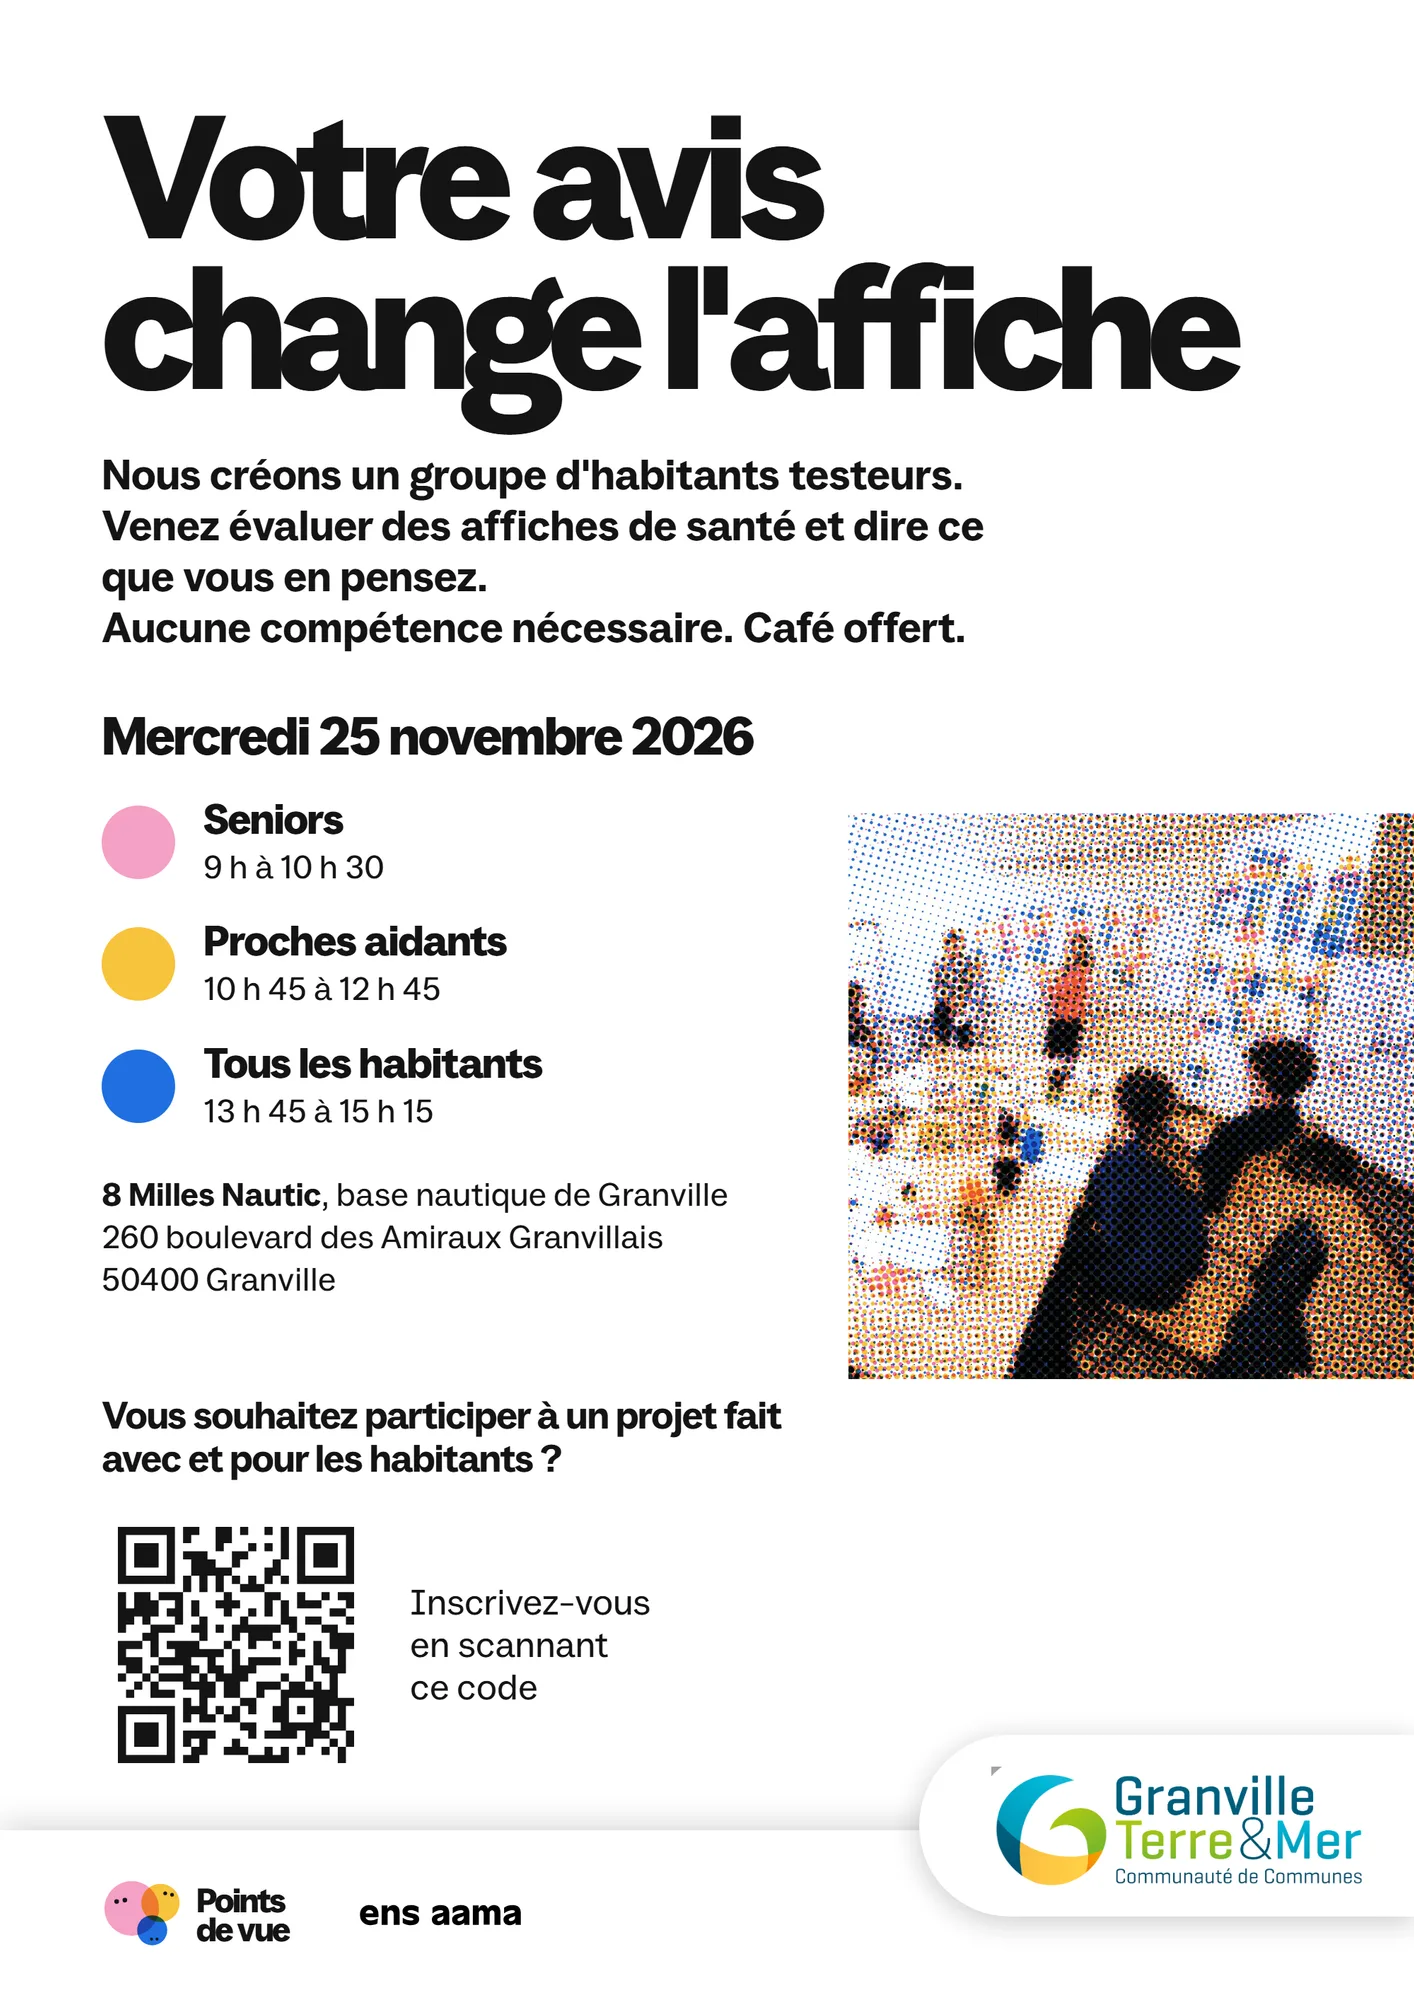 Votre avis
change l'affiche
Nous créons un groupe d'habitants testeurs.
Venez évaluer des affiches de santé et dire ce
que vous en pensez.
Aucune compétence nécessaire. Café offert.
Mercredi 25 novembre 2026
Seniors
9 h à 10 h 30
Proches aidants
10 h 45 à 12 h 45
Tous les habitants
13 h 45 à 15 h 15
8 Milles Nautic, base nautique de Granville
260 boulevard des Amiraux Granvillais
50400 Granville
Vous souhaitez participer à un projet fait
avec et pour les habitants ?
Inscrivez-vous
en scannant
ce code
Granville
Terre&Mer
Communauté de Communes
Points
de vue
ens aama